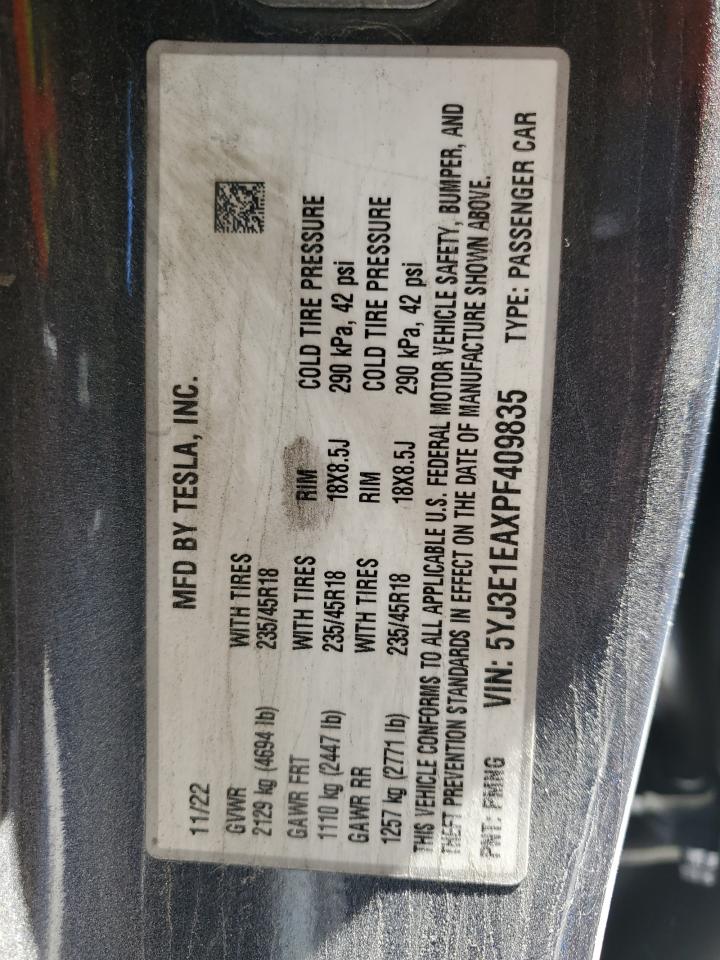 MFD BY TESLA, INC.
11/22
GVWR WITH TIRES
2129 kg (4694 lb) 235/45R18
GAWR FRT WITH TIRES RIM COLD TIRE PRESSURE
1110 kg (2447 lb) 235/45R18 18X8.5J 290 kPa, 42 psi
GAWR RR WITH TIRES RIM COLD TIRE PRESSURE
1257 kg (2771 lb) 235/45R18 18X8.5J 290 kPa, 42 psi
THIS VEHICLE CONFORMS TO ALL APPLICABLE U.S. FEDERAL MOTOR VEHICLE SAFETY, BUMPER, AND
THEFT PREVENTION STANDARDS IN EFFECT ON THE DATE OF MANUFACTURE SHOWN ABOVE.
PNT: PMNG VIN: 5YJ3E1EAXPF409835 TYPE: PASSENGER CAR